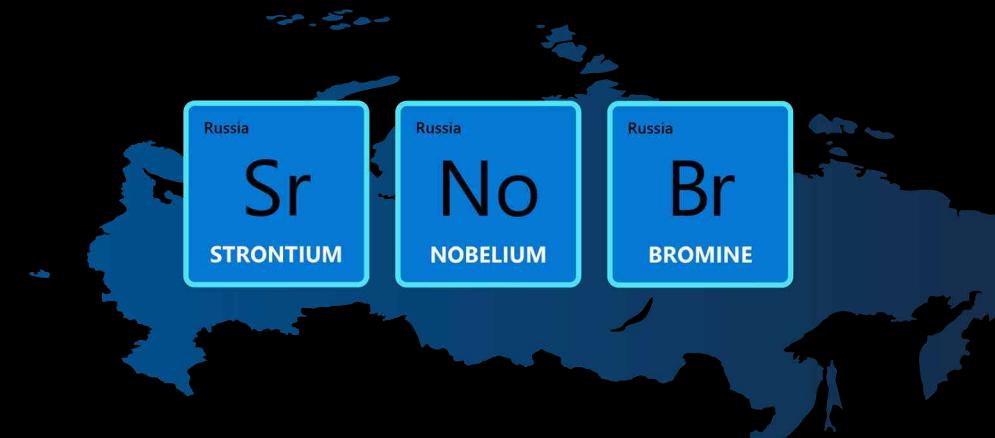 Russia
Sr
STRONTIUM
Russia
No
NOBELIUM
Russia
Br
BROMINE